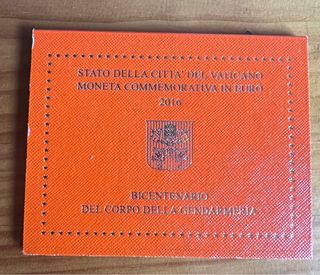 STATO DELLA CITTA' DEL VATICANO
MONETA COMMEMORATIVA IN EURO
2016
BICENTENARIO
DEL CORPO DELLA GENDARMERIA